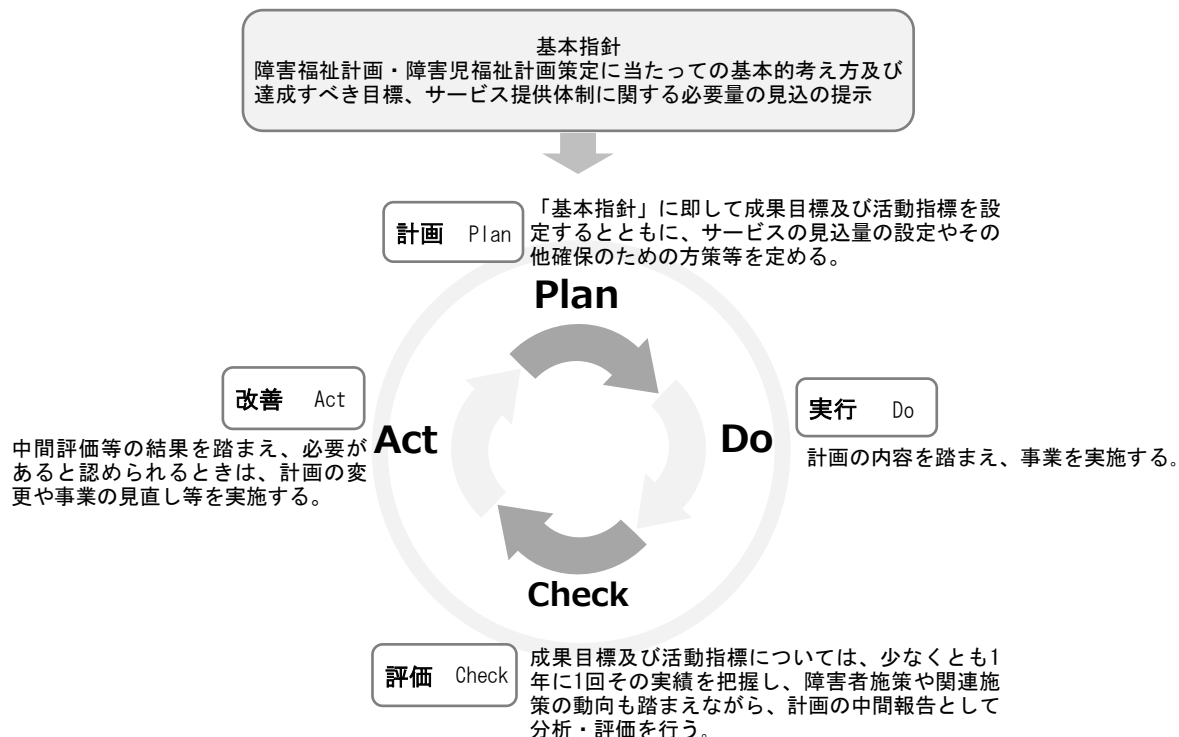 基本指針
障害福祉計画・障害児福祉計画策定に当たっての基本的考え方及び
達成すべき目標、サービス提供体制に関する必要量の見込の提示
計画　Plan
「基本指針」に即して成果目標及び活動指標を設
定するとともに、サービスの見込量の設定やその
他確保のための方策等を定める。
Plan
改善　Act
中間評価等の結果を踏まえ、必要が
あると認められるときは、計画の変
更や事業の見直し等を実施する。
Act
Do
実行　Do
計画の内容を踏まえ、事業を実施する。
Check
評価　Check
成果目標及び活動指標については、少なくとも1
年に1回その実績を把握し、障害者施策や関連施
策の動向も踏まえながら、計画の中間報告として
分析・評価を行う。